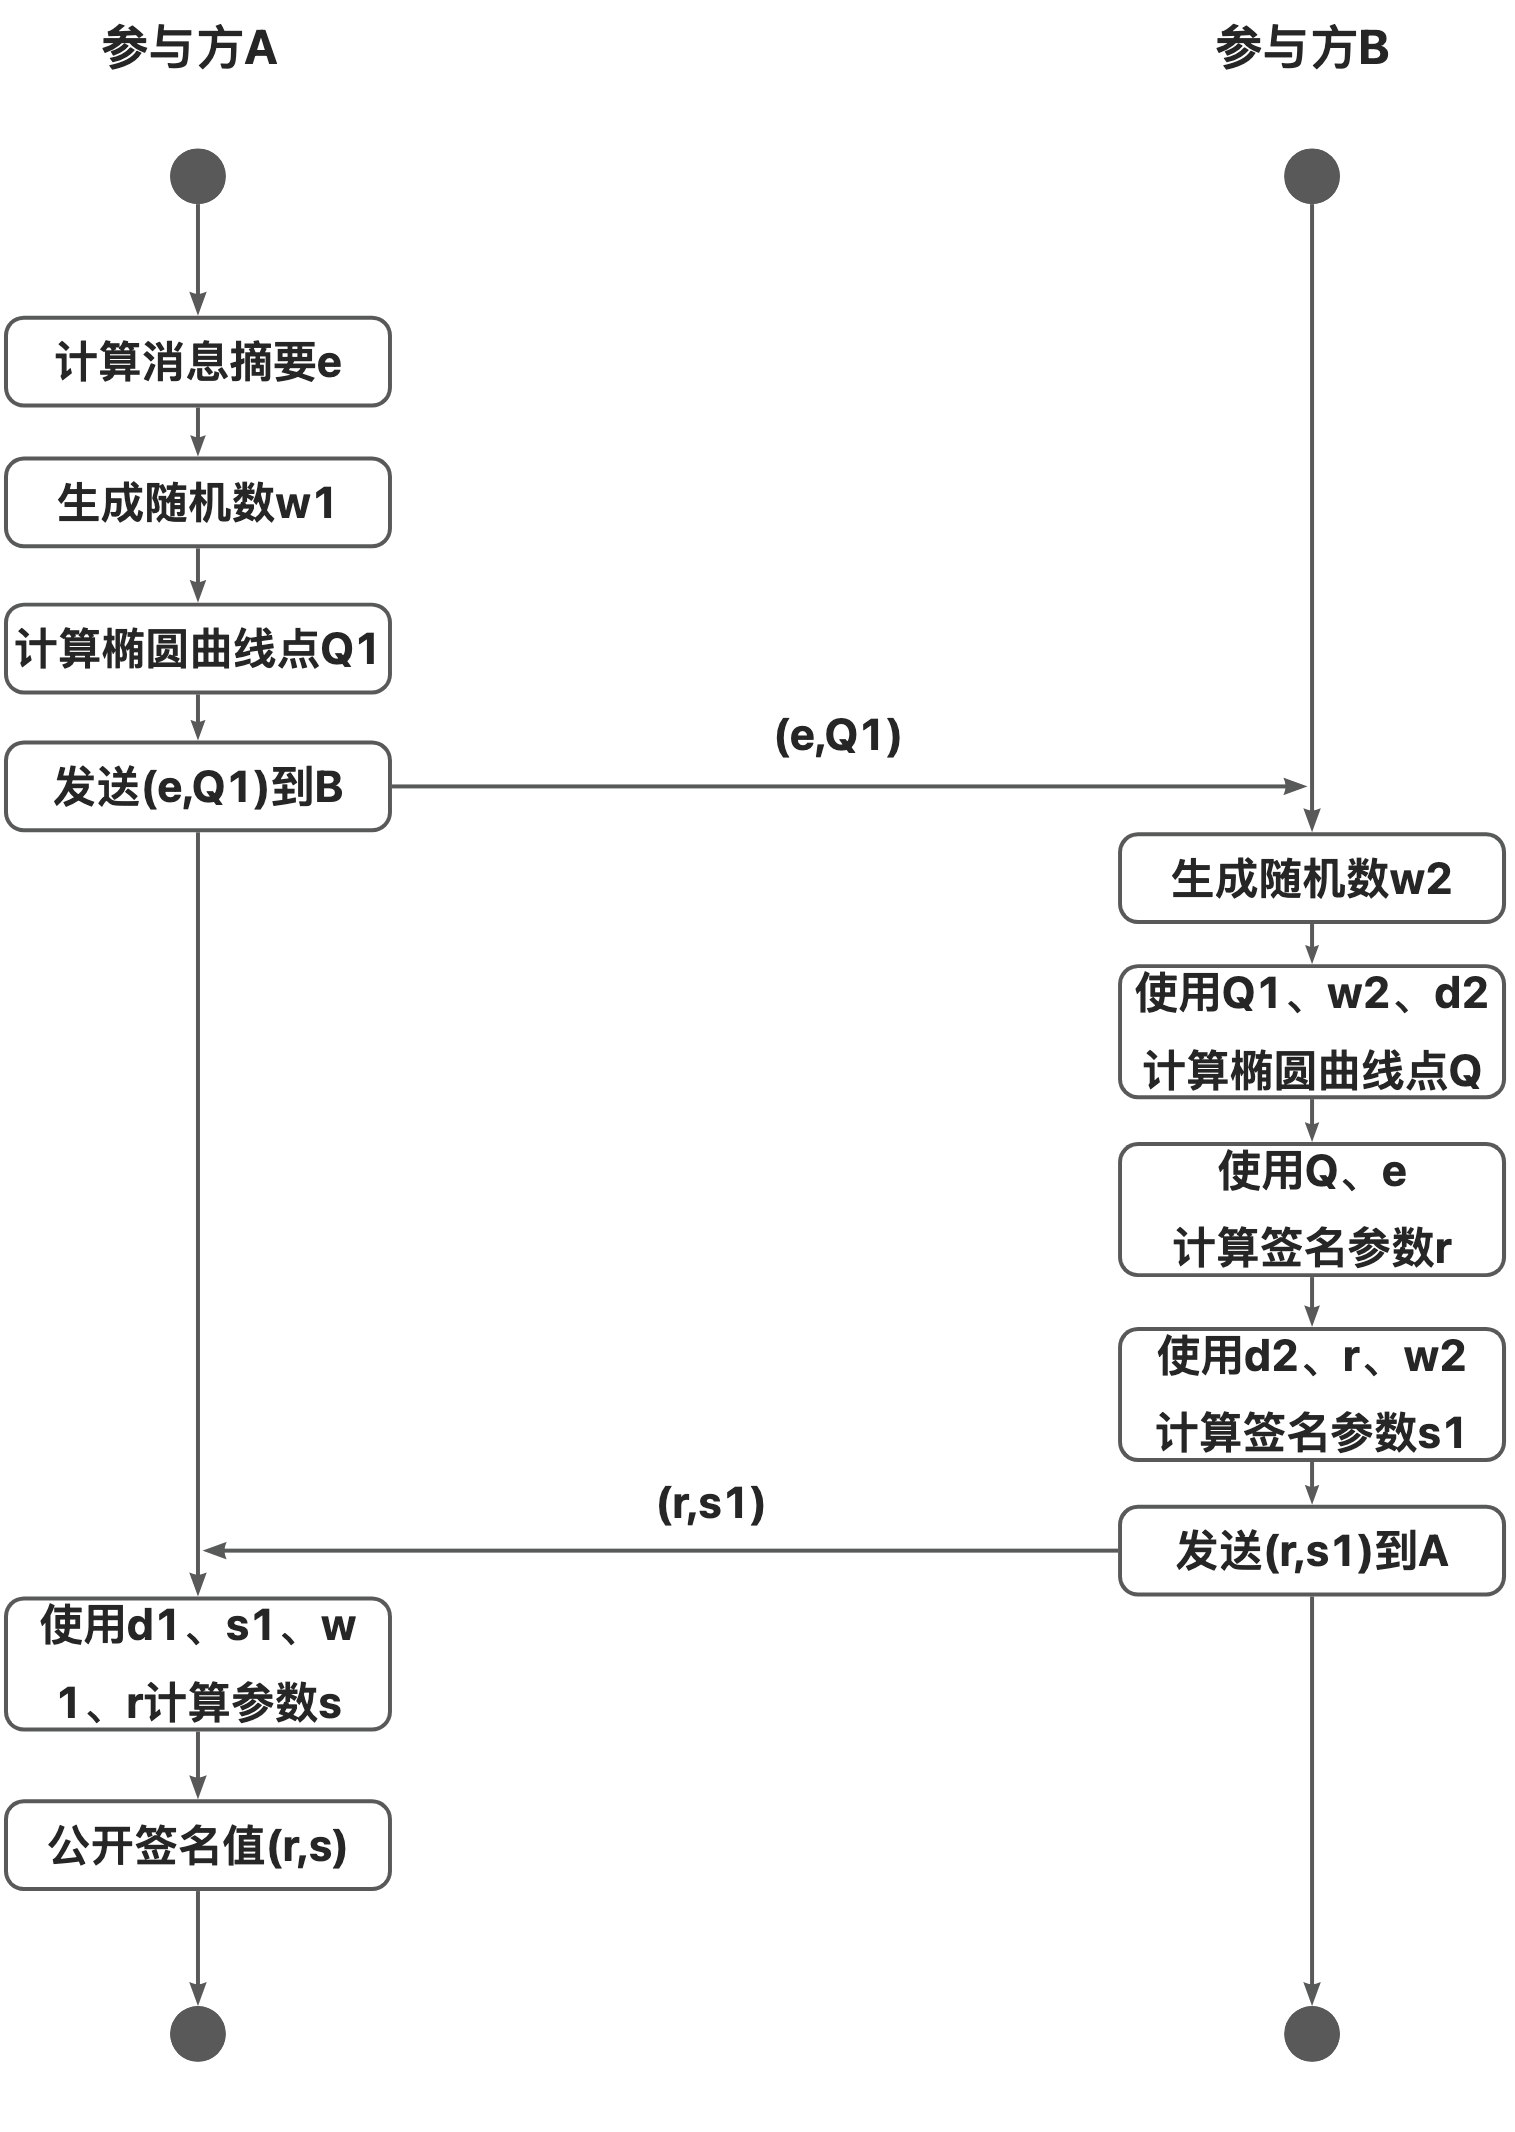 参与方A
参与方B
计算消息摘要e
生成随机数w1
计算椭圆曲线点Q1
(e,Q1)
发送(e,Q1)到B
生成随机数w2
使用Q1、w2、d2
计算椭圆曲线点Q
使用Q、e
计算签名参数r
使用d2、r、w2
计算签名参数s1
(r,s1)
发送(r,s1)到A
使用d1、s1、w
1、r计算参数s
公开签名值(r,s)